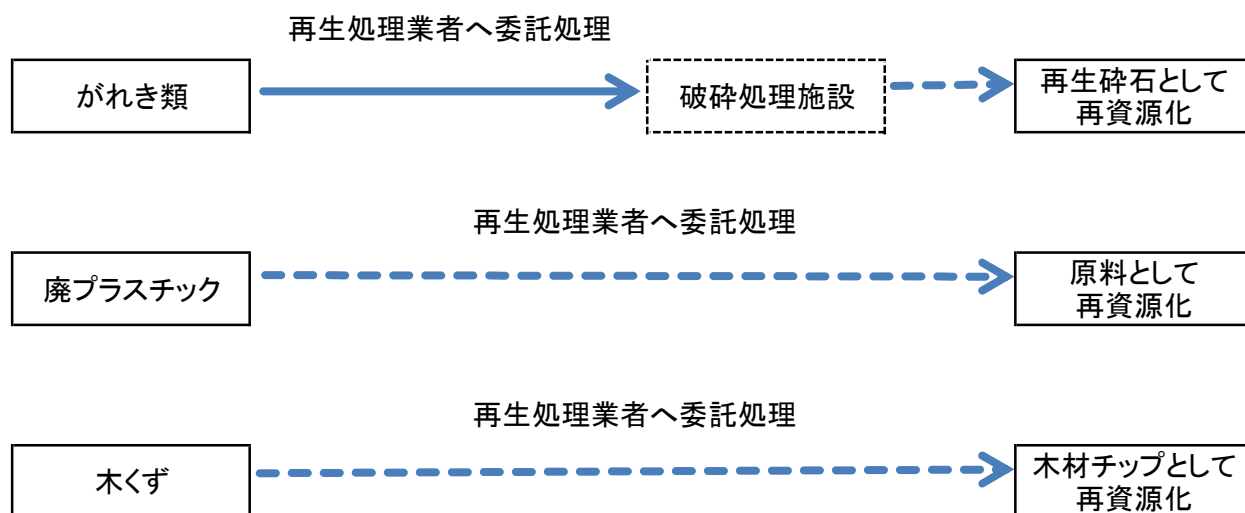 再生処理業者へ委託処理
がれき類
破砕処理施設
再生砕石として
再資源化
再生処理業者へ委託処理
廃プラスチック
原料として
再資源化
再生処理業者へ委託処理
木くず
木材チップとして
再資源化